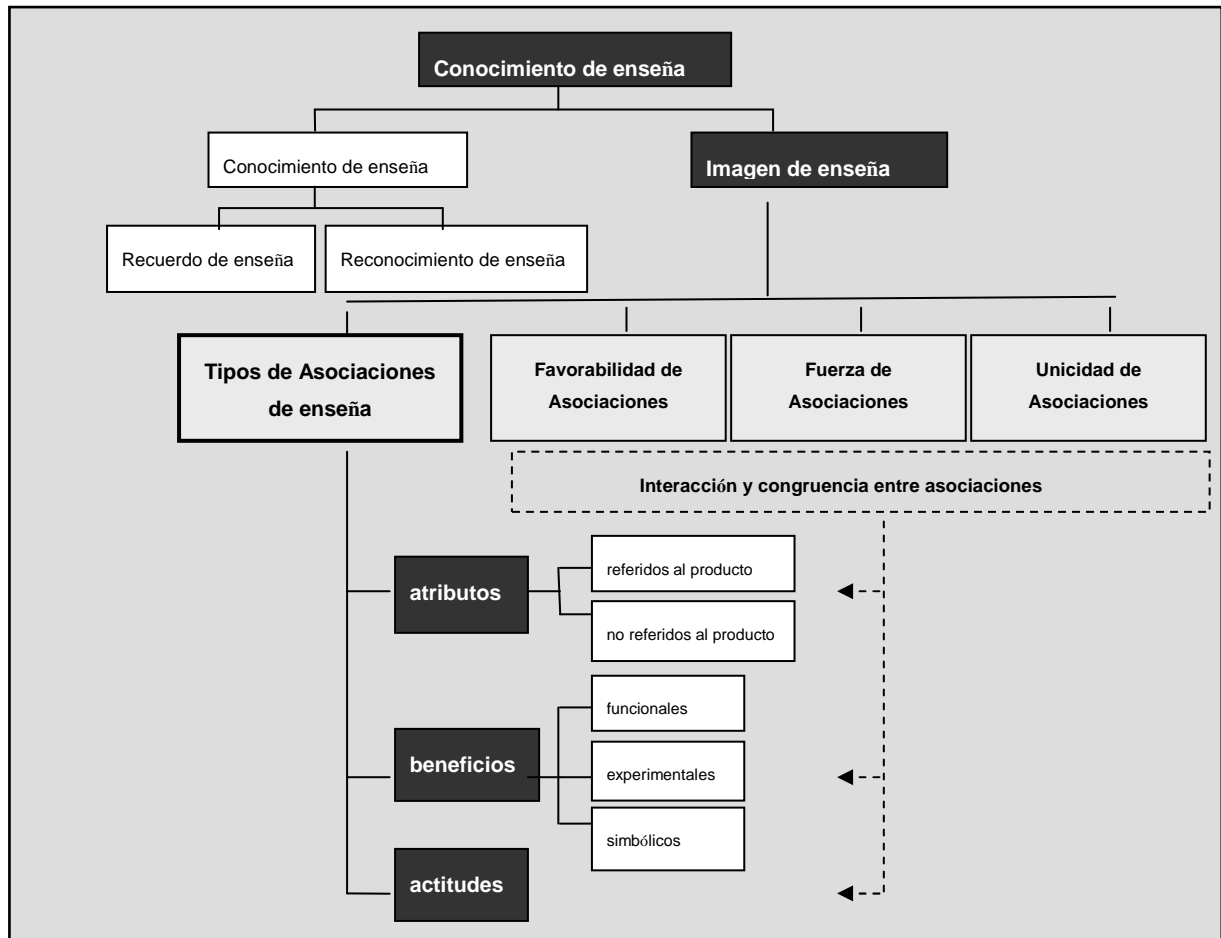 Conocimiento de enseña
Conocimiento de enseña
Imagen de enseña
Recuerdo de enseña
Reconocimiento de enseña
Tipos de Asociaciones
de enseña
Favorabilidad de
Asociaciones
Fuerza de
Asociaciones
Unicidad de
Asociaciones
Interacción y congruencia entre asociaciones
atributos
referidos al producto
no referidos al producto
beneficios
funcionales
experimentales
simbólicos
actitudes